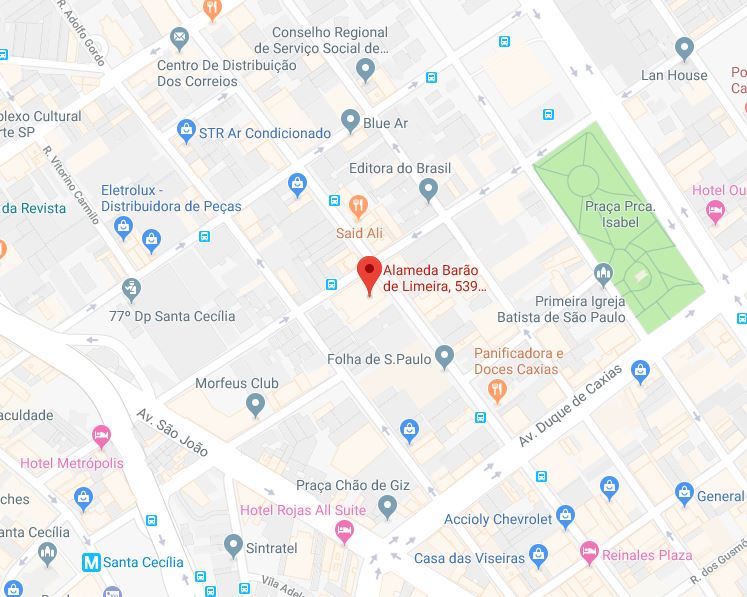 R. Adolfo Gordo
Conselho Regional
de Serviço Social de...
Centro De Distribuição
Dos Correios
Lan House
Po
Ca
plexo Cultural
rte SP
Blue Ar
STR Ar Condicionado
R. Vitorino Carmilo
Editora do Brasil
Eletrolux -
Distribuidora de Peças
Hotel Ou
da Revista
Praça Prca.
Isabel
Said Ali
Alameda Barão
de Limeira, 539...
77º Dp Santa Cecília
Primeira Igreja
Batista de São Paulo
Folha de S.Paulo
Panificadora e
Doces Caxias
Morfeus Club
Av. Duque de Caxias
aculdade
Av. São João
Hotel Metrópolis
Praça Chão de Giz
ches
General
Hotel Rojas All Suite
Accioly Chevrolet
anta Cecília
Sintratel
M Santa Cecília
Casa das Viseiras
Reinales Plaza
R. dos Gusmõ
Vila Adel